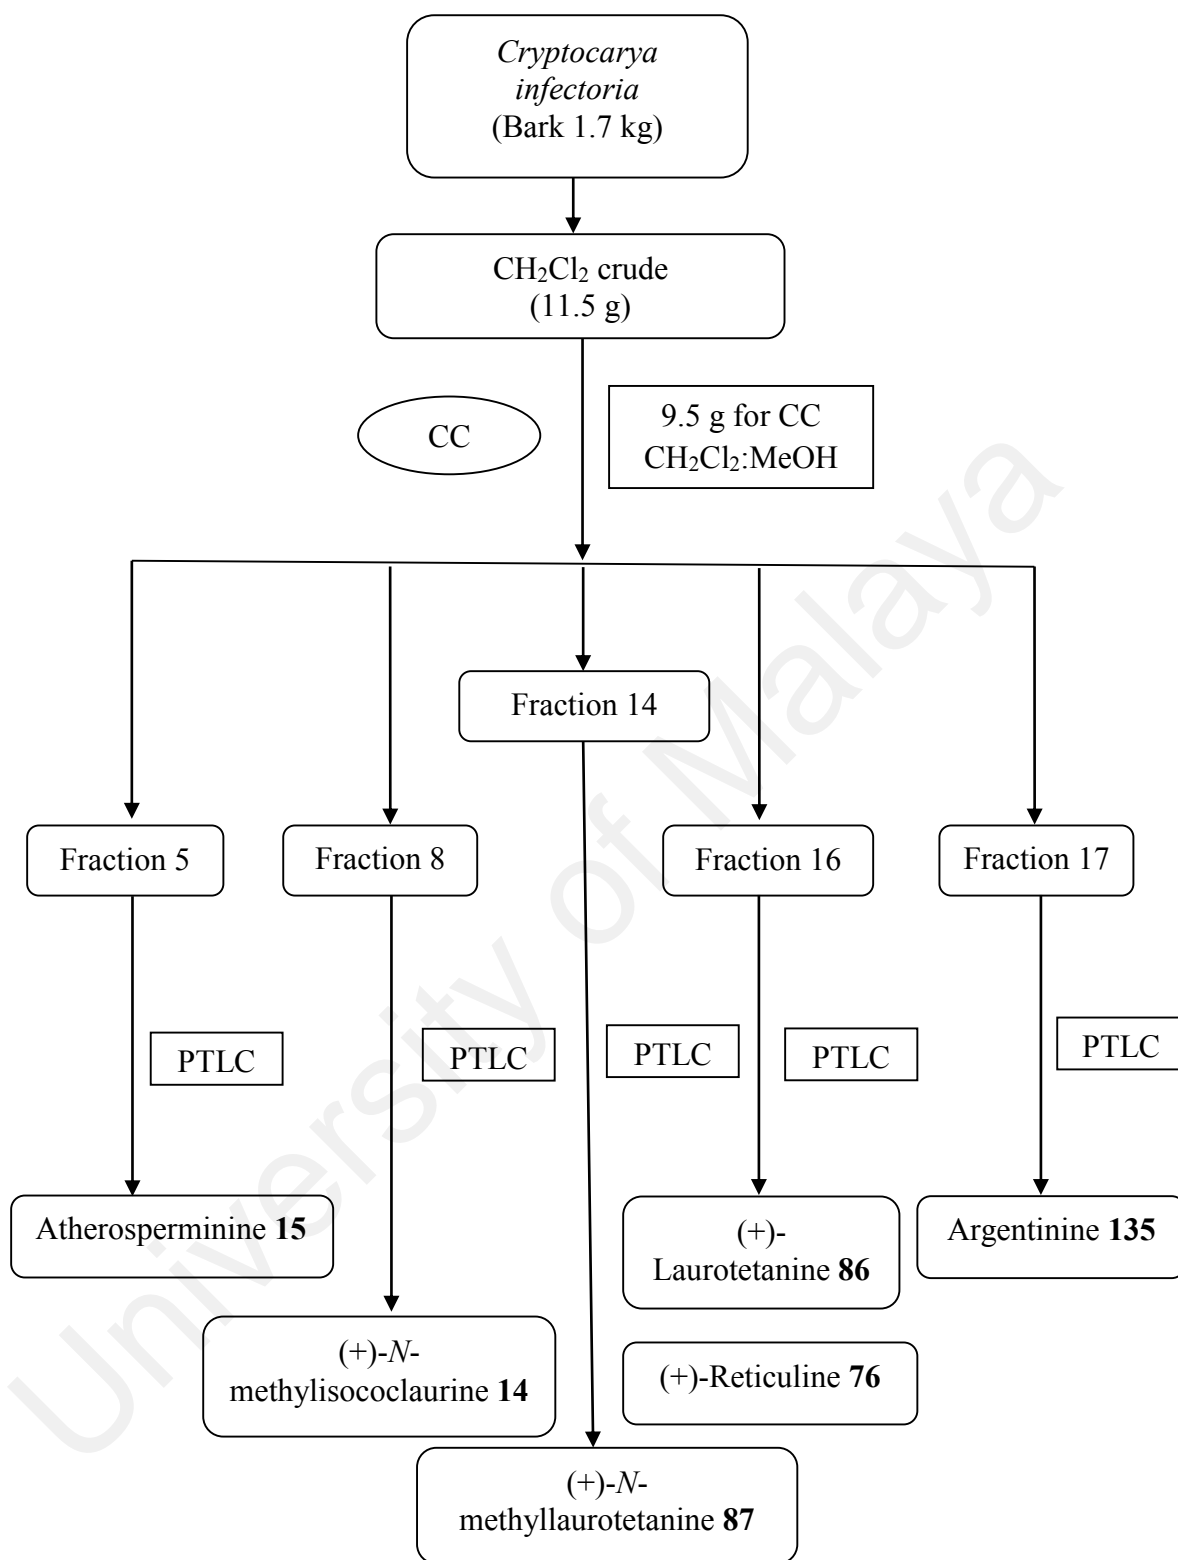 Cryptocarya
infectoria
(Bark 1.7 kg)
CH₂Cl₂ crude
(11.5 g)
CC
9.5 g for CC
CH₂Cl₂:MeOH
Fraction 14
Fraction 5
Fraction 8
Fraction 16
Fraction 17
PTLC
PTLC
PTLC
PTLC
PTLC
Atherosperminine 15
(+)-
Laurotetanine 86
Argentinine 135
(+)-N-
methylisococlaurine 14
(+)-Reticuline 76
(+)-N-
methyllaurotetanine 87
University of Malaya